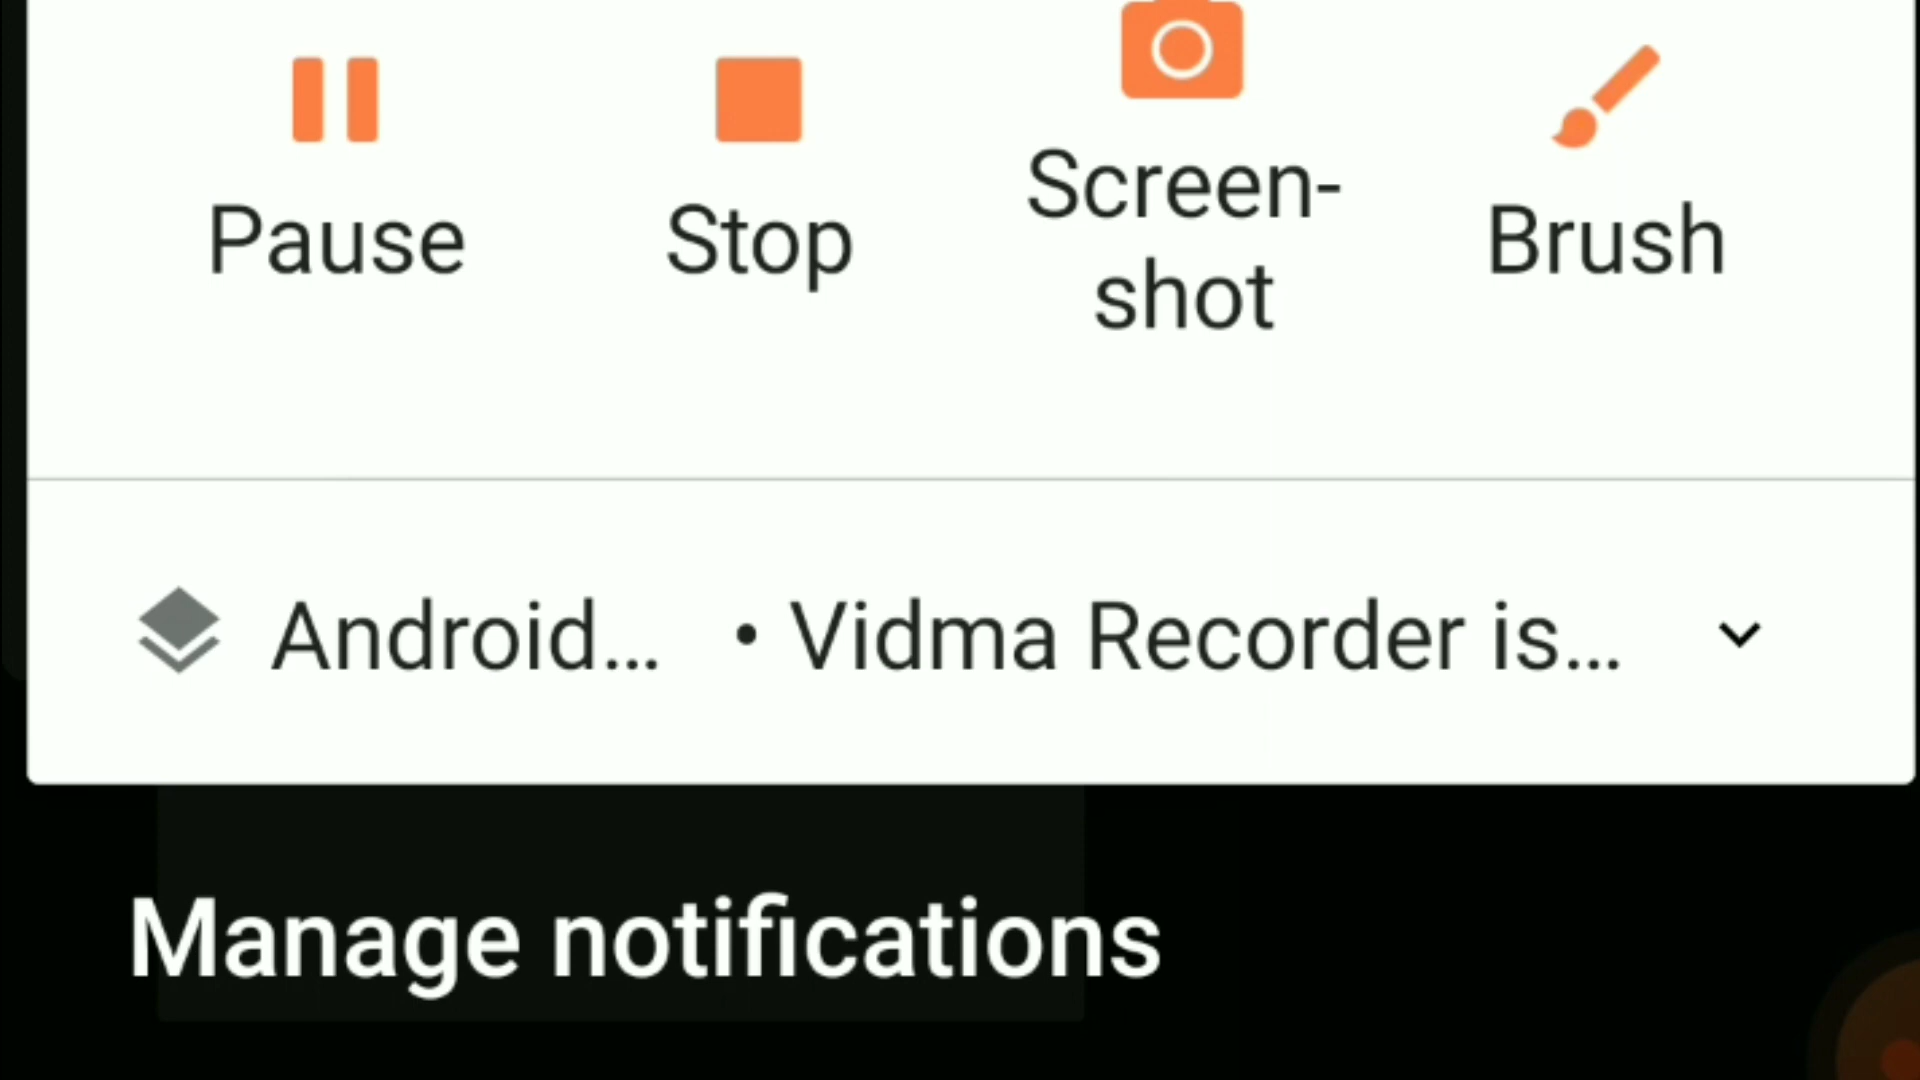 Pause Stop Screen-
shot Brush
Android... • Vidma Recorder is...
Manage notifications